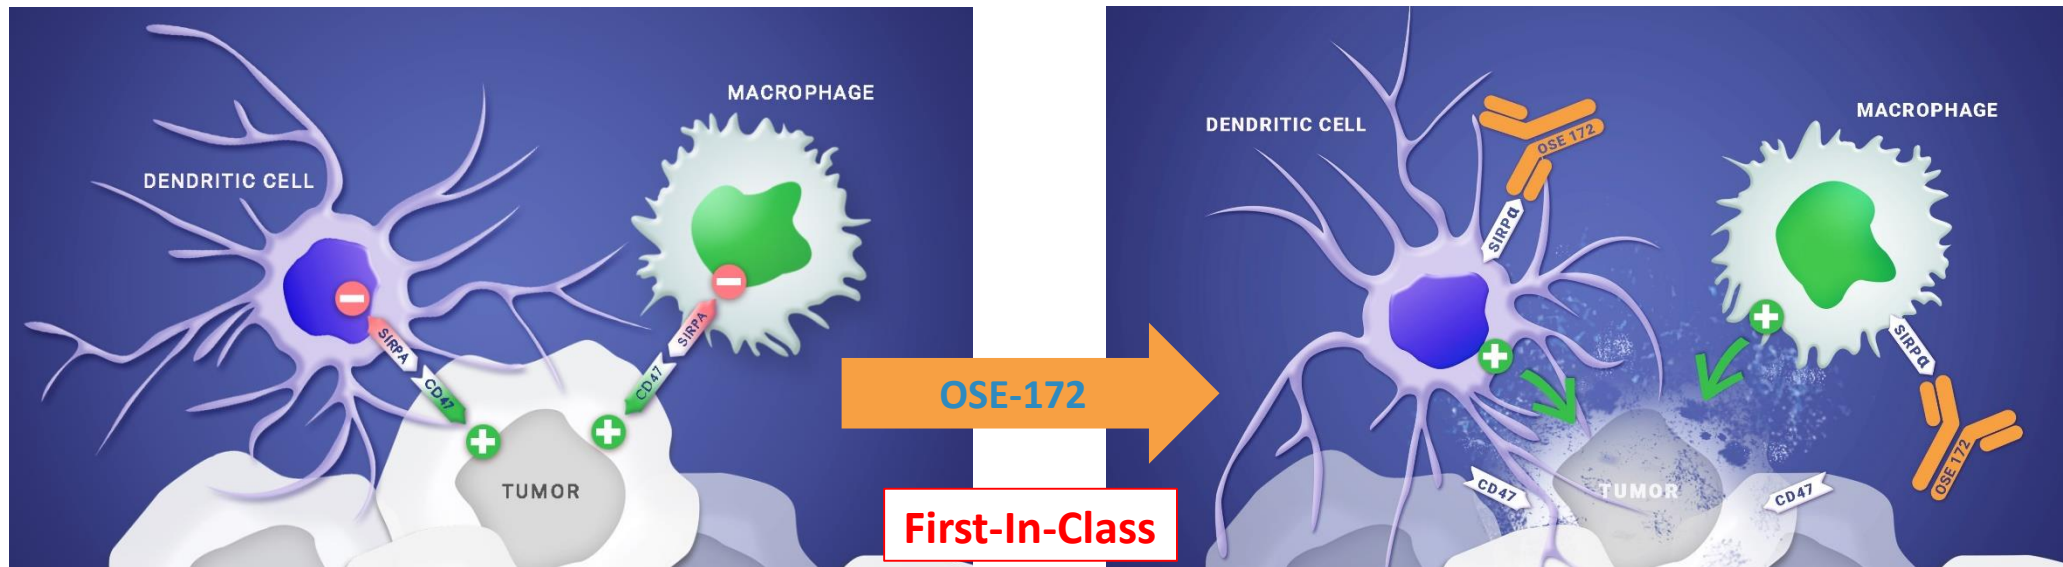 MACROPHAGE
DENDRITIC CELL
SIRPA
CD47
SIRPA
CD47
TUMOR
OSE-172
First-In-Class
DENDRITIC CELL
OSE 172
SIRPα
MACROPHAGE
SIRPα
OSE 172
CD47
TUMOR
CD47